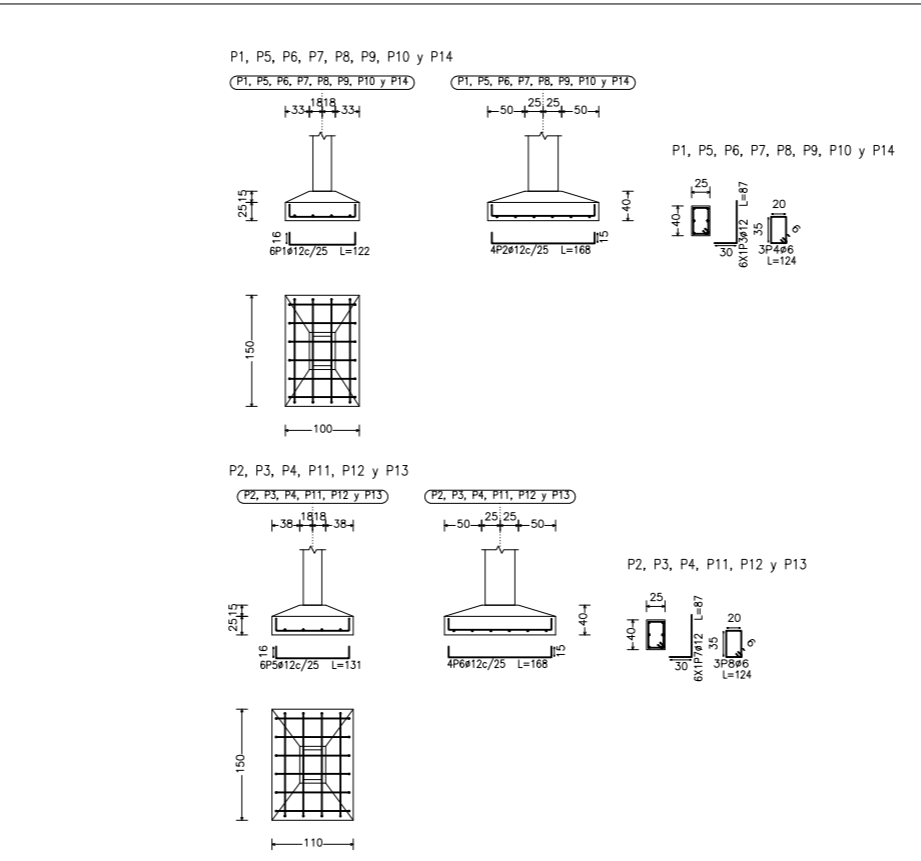 P1, P5, P6, P7, P8, P9, P10 y P14
P1, P5, P6, P7, P8, P9, P10 y P14
P1, P5, P6, P7, P8, P9, P10 y P14
33 18 18 33
50 25 25 50
15
25
40
16
6P1ø12c/25 L=122
15
4P2ø12c/25 L=168
P1, P5, P6, P7, P8, P9, P10 y P14
25
40
30
6X1P3ø12 L=87
20
35
6
3P4ø6
L=124
150
100
P2, P3, P4, P11, P12 y P13
P2, P3, P4, P11, P12 y P13
P2, P3, P4, P11, P12 y P13
38 18 18 38
50 25 25 50
15
25
40
16
6P5ø12c/25 L=131
15
4P6ø12c/25 L=168
P2, P3, P4, P11, P12 y P13
25
40
30
6X1P7ø12 L=87
20
35
6
3P8ø6
L=124
150
110